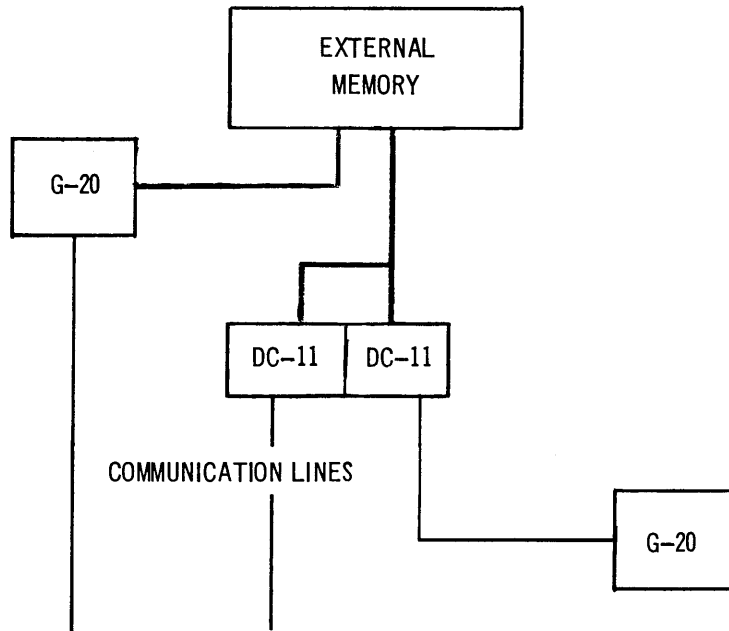 EXTERNAL
MEMORY
G-20
DC-11
DC-11
COMMUNICATION LINES
G-20